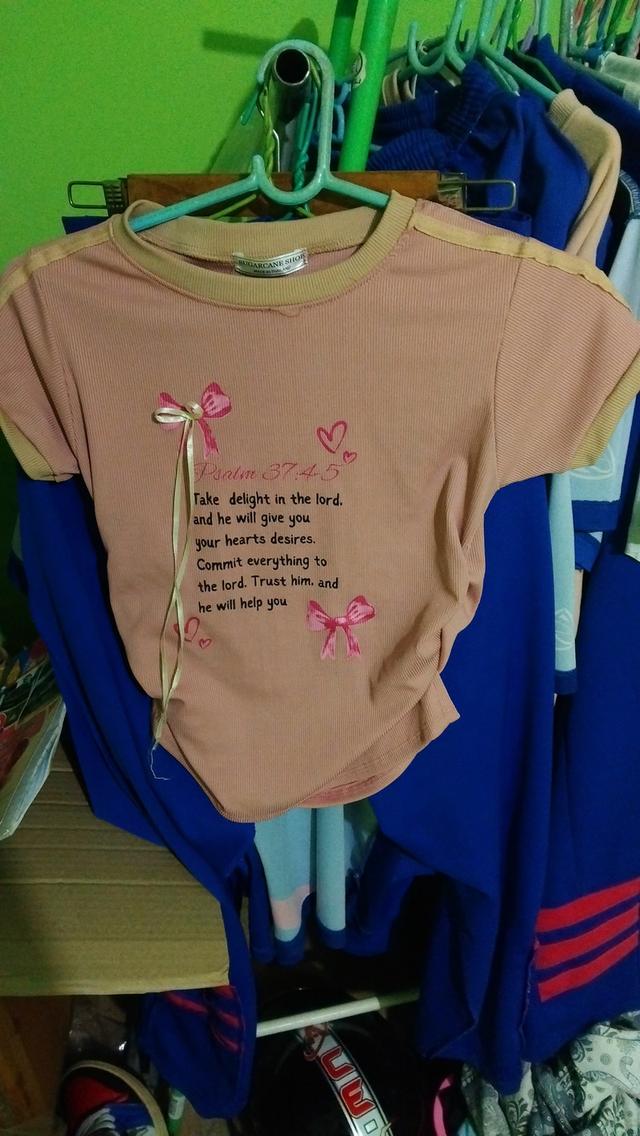 SUGARCANE SHOP
Psalm 37:4-5
Take delight in the lord,
and he will give you
your hearts desires.
Commit everything to
the lord. Trust him, and
he will help you